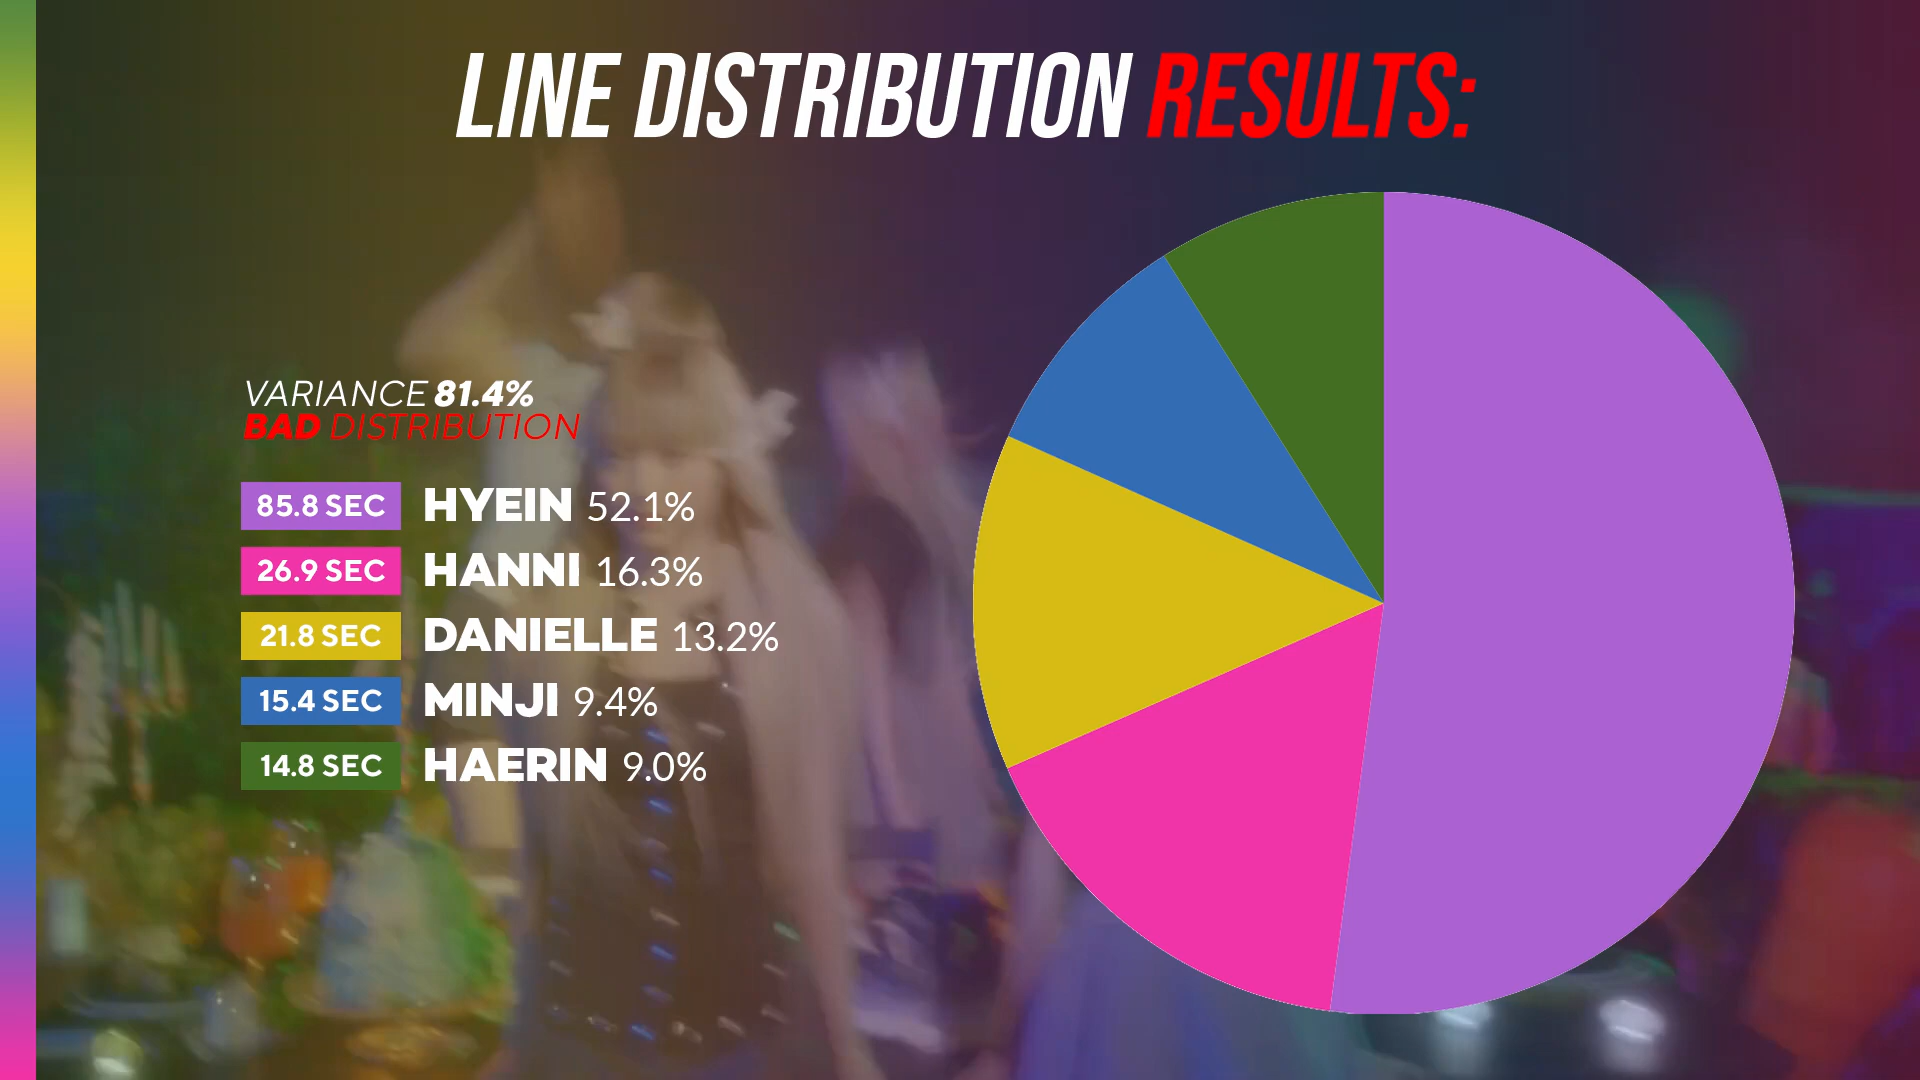 LINE DISTRIBUTION RESULTS:
VARIANCE 81.4%
BAD DISTRIBUTION
85.8 SEC HYEIN 52.1%
26.9 SEC HANNI 16.3%
21.8 SEC DANIELLE 13.2%
15.4 SEC MINJI 9.4%
14.8 SEC HAERIN 9.0%